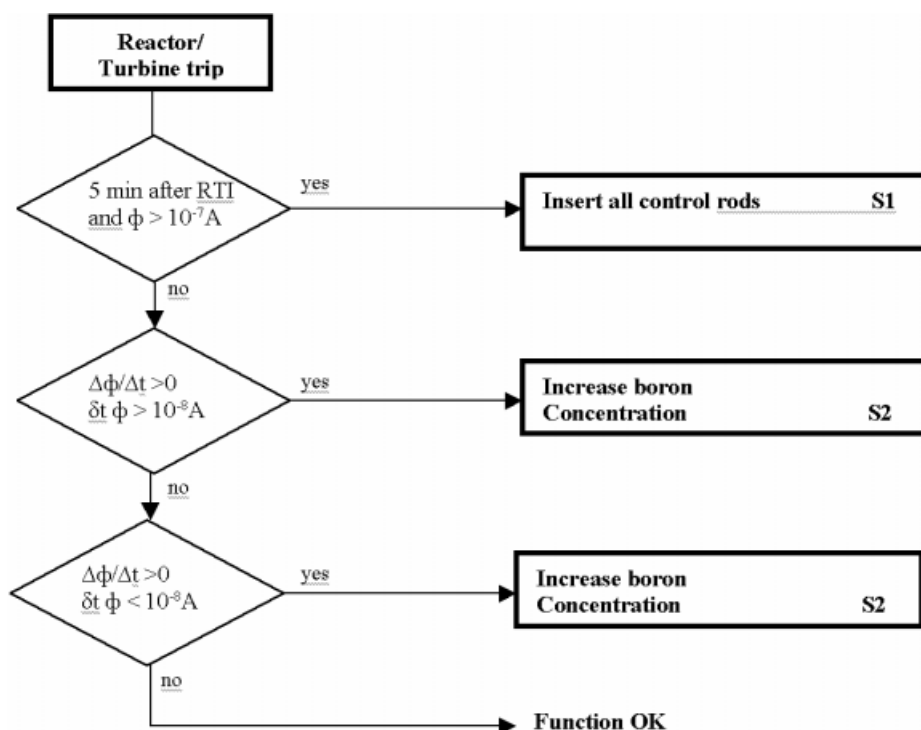 Reactor/
Turbine trip
5 min after RTI
and ϕ > 10⁻⁷A
yes
Insert all control rods S1
no
Δϕ/Δt >0
δt ϕ > 10⁻⁸A
yes
Increase boron
Concentration S2
no
Δϕ/Δt >0
δt ϕ < 10⁻⁸A
yes
Increase boron
Concentration S2
no
Function OK